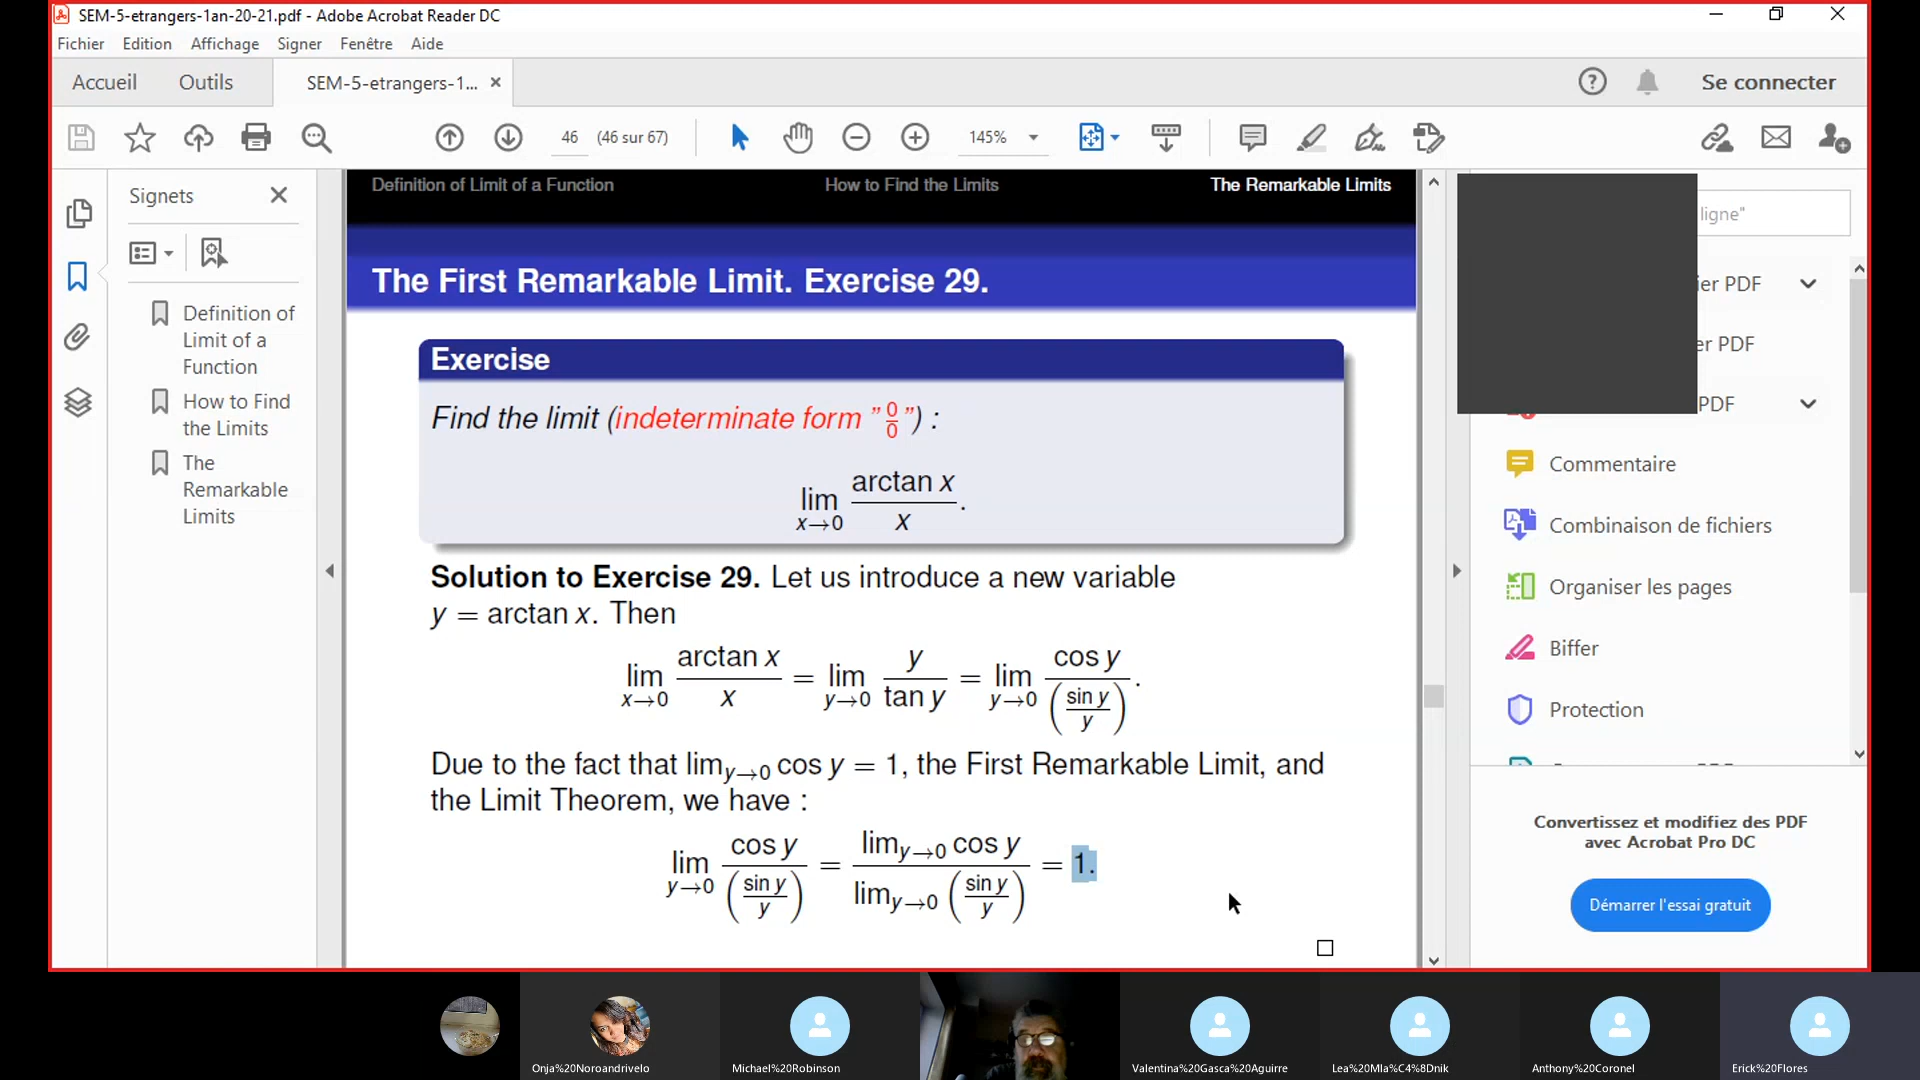 SEM-5-etrangers-1an-20-21.pdf - Adobe Acrobat Reader DC
Fichier Edition Affichage Signer Fenêtre Aide
Accueil Outils SEM-5-etrangers-1... Se connecter
46 (46 sur 67) 145%
Signets
Definition of
Limit of a
Function
How to Find
the Limits
The
Remarkable
Limits
Definition of Limit of a Function How to Find the Limits The Remarkable Limits
The First Remarkable Limit. Exercise 29.
Exercise
Find the limit (indeterminate form ” 0/0 ”) :
lim x→0 arctan x / x .
Solution to Exercise 29. Let us introduce a new variable
y = arctan x. Then
lim x→0 arctan x / x = lim y→0 y / tan y = lim y→0 cos y / (sin y / y) .
Due to the fact that lim y→0 cos y = 1, the First Remarkable Limit, and
the Limit Theorem, we have :
lim y→0 cos y / (sin y / y) = lim y→0 cos y / lim y→0 (sin y / y) = 1.
ligne"
ier PDF
er PDF
PDF
Commentaire
Combinaison de fichiers
Organiser les pages
Biffer
Protection
Convertissez et modifiez des PDF
avec Acrobat Pro DC
Démarrer l'essai gratuit
Onja%20Noroandrivelo
Michael%20Robinson
Valentina%20Gasca%20Aguirre
Lea%20Mla%C4%8Dnik
Anthony%20Coronel
Erick%20Flores